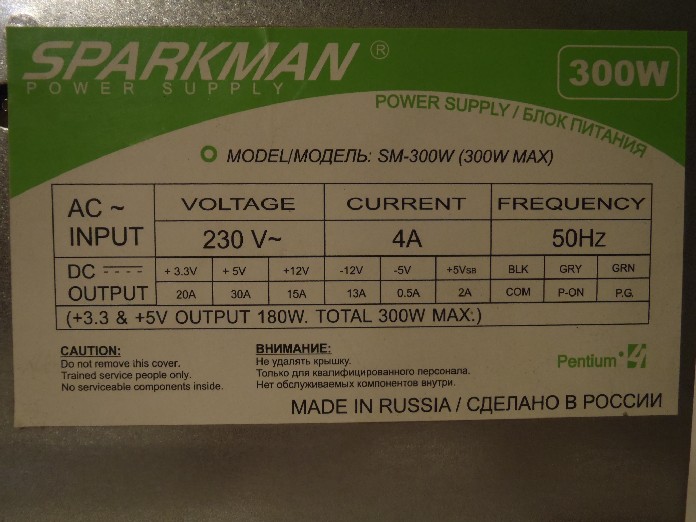 SPARKMAN ®
POWER SUPPLY
300W
POWER SUPPLY / БЛОК ПИТАНИЯ
MODEL/МОДЕЛЬ: SM-300W (300W MAX)
AC ~ INPUT VOLTAGE CURRENT FREQUENCY
230 V~ 4A 50Hz
DC OUTPUT +3.3V +5V +12V -12V -5V +5VSB BLK GRY GRN
20A 30A 15A 13A 0.5A 2A COM P-ON P.G.
(+3.3 & +5V OUTPUT 180W. TOTAL 300W MAX.)
CAUTION:
Do not remove this cover.
Trained service people only.
No serviceable components inside.
ВНИМАНИЕ:
Не удалять крышку.
Только для квалифицированного персонала.
Нет обслуживаемых компонентов внутри.
Pentium 4
MADE IN RUSSIA / СДЕЛАНО В РОССИИ